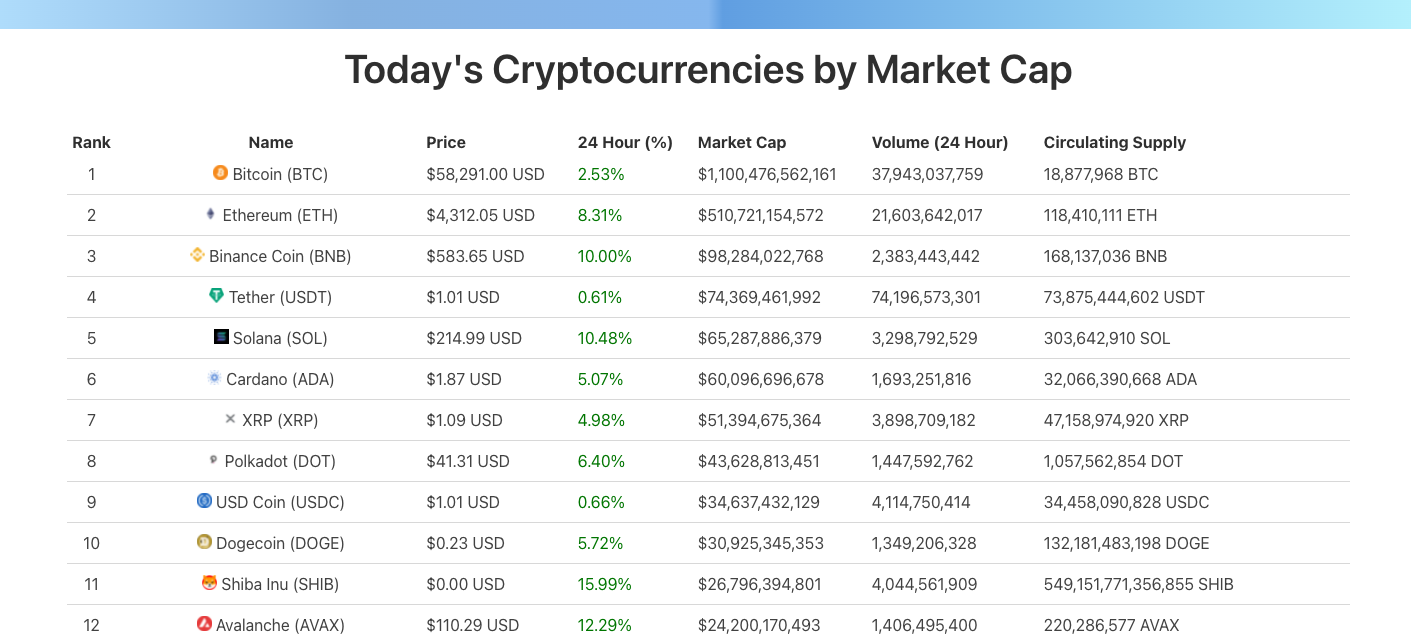 Today's Cryptocurrencies by Market Cap
Rank Name Price 24 Hour (%) Market Cap Volume (24 Hour) Circulating Supply
1 Bitcoin (BTC) $58,291.00 USD 2.53% $1,100,476,562,161 37,943,037,759 18,877,968 BTC
2 Ethereum (ETH) $4,312.05 USD 8.31% $510,721,154,572 21,603,642,017 118,410,111 ETH
3 Binance Coin (BNB) $583.65 USD 10.00% $98,284,022,768 2,383,443,442 168,137,036 BNB
4 Tether (USDT) $1.01 USD 0.61% $74,369,461,992 74,196,573,301 73,875,444,602 USDT
5 Solana (SOL) $214.99 USD 10.48% $65,287,886,379 3,298,792,529 303,642,910 SOL
6 Cardano (ADA) $1.87 USD 5.07% $60,096,696,678 1,693,251,816 32,066,390,668 ADA
7 XRP (XRP) $1.09 USD 4.98% $51,394,675,364 3,898,709,182 47,158,974,920 XRP
8 Polkadot (DOT) $41.31 USD 6.40% $43,628,813,451 1,447,592,762 1,057,562,854 DOT
9 USD Coin (USDC) $1.01 USD 0.66% $34,637,432,129 4,114,750,414 34,458,090,828 USDC
10 Dogecoin (DOGE) $0.23 USD 5.72% $30,925,345,353 1,349,206,328 132,181,483,198 DOGE
11 Shiba Inu (SHIB) $0.00 USD 15.99% $26,796,394,801 4,044,561,909 549,151,771,356,855 SHIB
12 Avalanche (AVAX) $110.29 USD 12.29% $24,200,170,493 1,406,495,400 220,286,577 AVAX